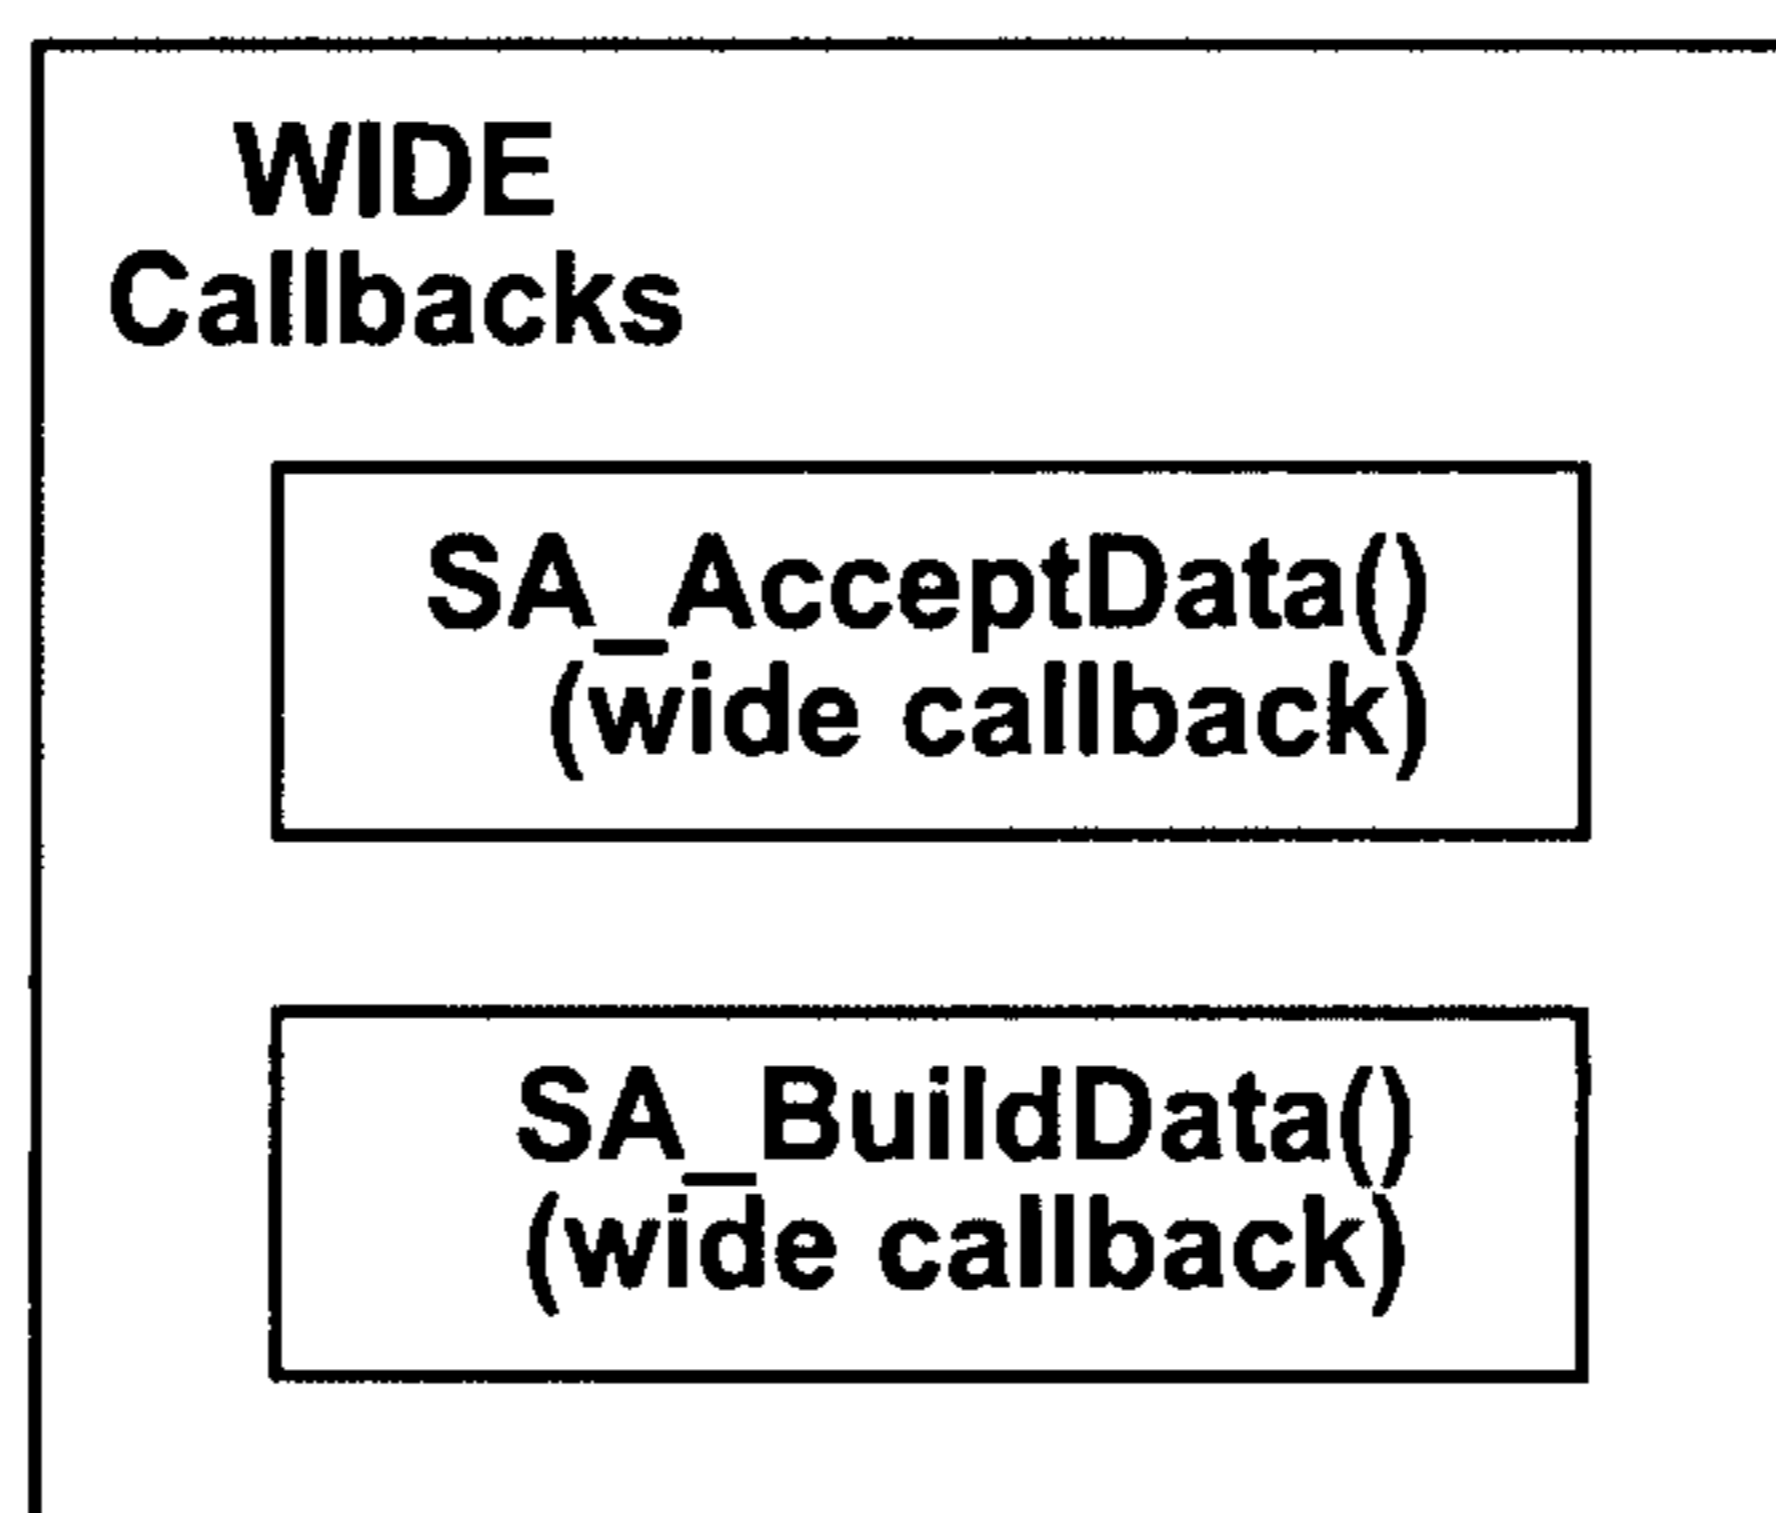 WIDE
Callbacks
SA_AcceptData()
(wide callback)
SA_BuildData()
(wide callback)